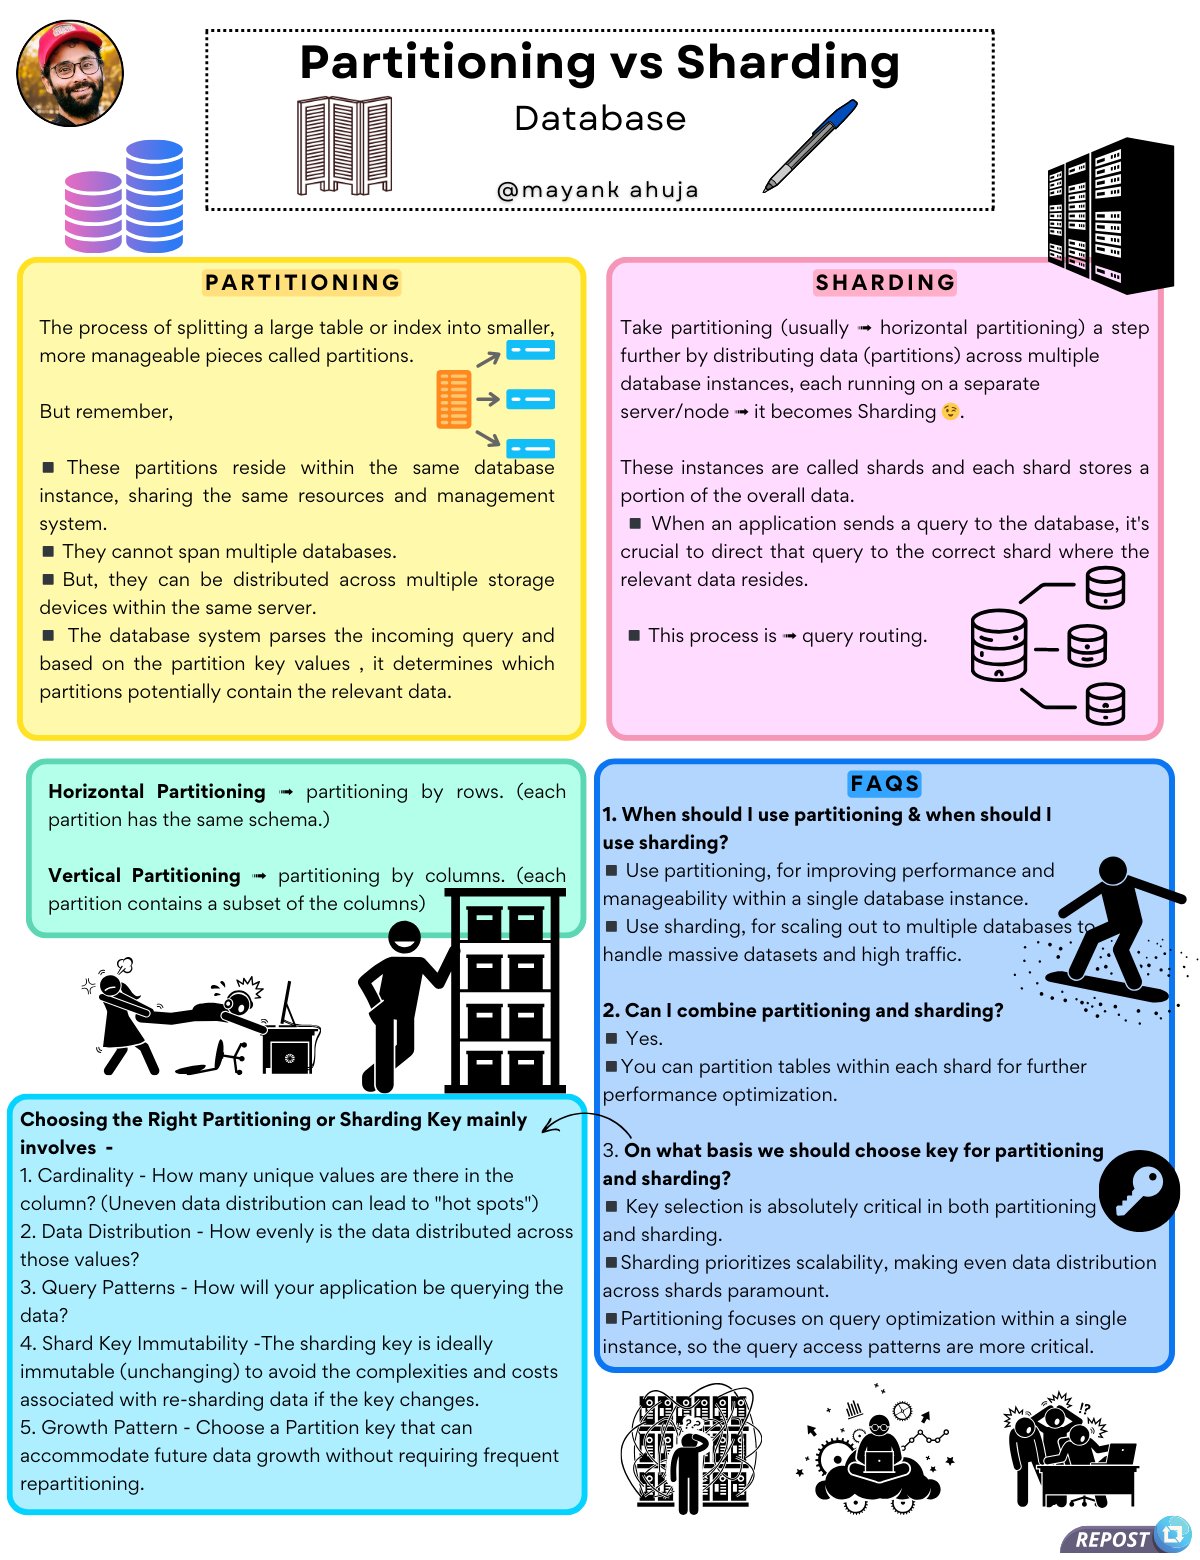 Partitioning vs Sharding
Database
@mayank ahuja
PARTITIONING
The process of splitting a large table or index into smaller,
more manageable pieces called partitions.
But remember,
◾ These partitions reside within the same database
instance, sharing the same resources and management
system.
◾ They cannot span multiple databases.
◾ But, they can be distributed across multiple storage
devices within the same server.
◾ The database system parses the incoming query and
based on the partition key values , it determines which
partitions potentially contain the relevant data.
SHARDING
Take partitioning (usually ➟ horizontal partitioning) a step
further by distributing data (partitions) across multiple
database instances, each running on a separate
server/node ➟ it becomes Sharding 😉.
These instances are called shards and each shard stores a
portion of the overall data.
◾ When an application sends a query to the database, it's
crucial to direct that query to the correct shard where the
relevant data resides.
◾ This process is ➟ query routing.
Horizontal Partitioning ➟ partitioning by rows. (each
partition has the same schema.)
Vertical Partitioning ➟ partitioning by columns. (each
partition contains a subset of the columns)
FAQS
1. When should I use partitioning & when should I
use sharding?
◾ Use partitioning, for improving performance and
manageability within a single database instance.
◾ Use sharding, for scaling out to multiple databases to
handle massive datasets and high traffic.
2. Can I combine partitioning and sharding?
◾ Yes.
◾You can partition tables within each shard for further
performance optimization.
3. On what basis we should choose key for partitioning
and sharding?
◾ Key selection is absolutely critical in both partitioning
and sharding.
◾Sharding prioritizes scalability, making even data distribution
across shards paramount.
◾Partitioning focuses on query optimization within a single
instance, so the query access patterns are more critical.
Choosing the Right Partitioning or Sharding Key mainly
involves -
1. Cardinality - How many unique values are there in the
column? (Uneven data distribution can lead to "hot spots")
2. Data Distribution - How evenly is the data distributed across
those values?
3. Query Patterns - How will your application be querying the
data?
4. Shard Key Immutability -The sharding key is ideally
immutable (unchanging) to avoid the complexities and costs
associated with re-sharding data if the key changes.
5. Growth Pattern - Choose a Partition key that can
accommodate future data growth without requiring frequent
repartitioning.
??
!?
REPOST